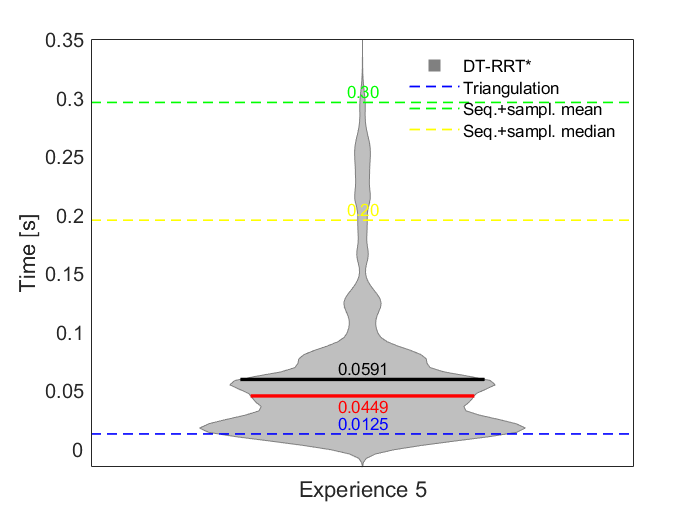 0.35
DT-RRT*
Triangulation
0.3
0.30
Seq.+sampl. mean
Seq.+sampl. median
0.25
0.2
0.20
0.15
0.1
0.0591
0.05
0.0449
0.0125
0
Time [s]
Experience 5